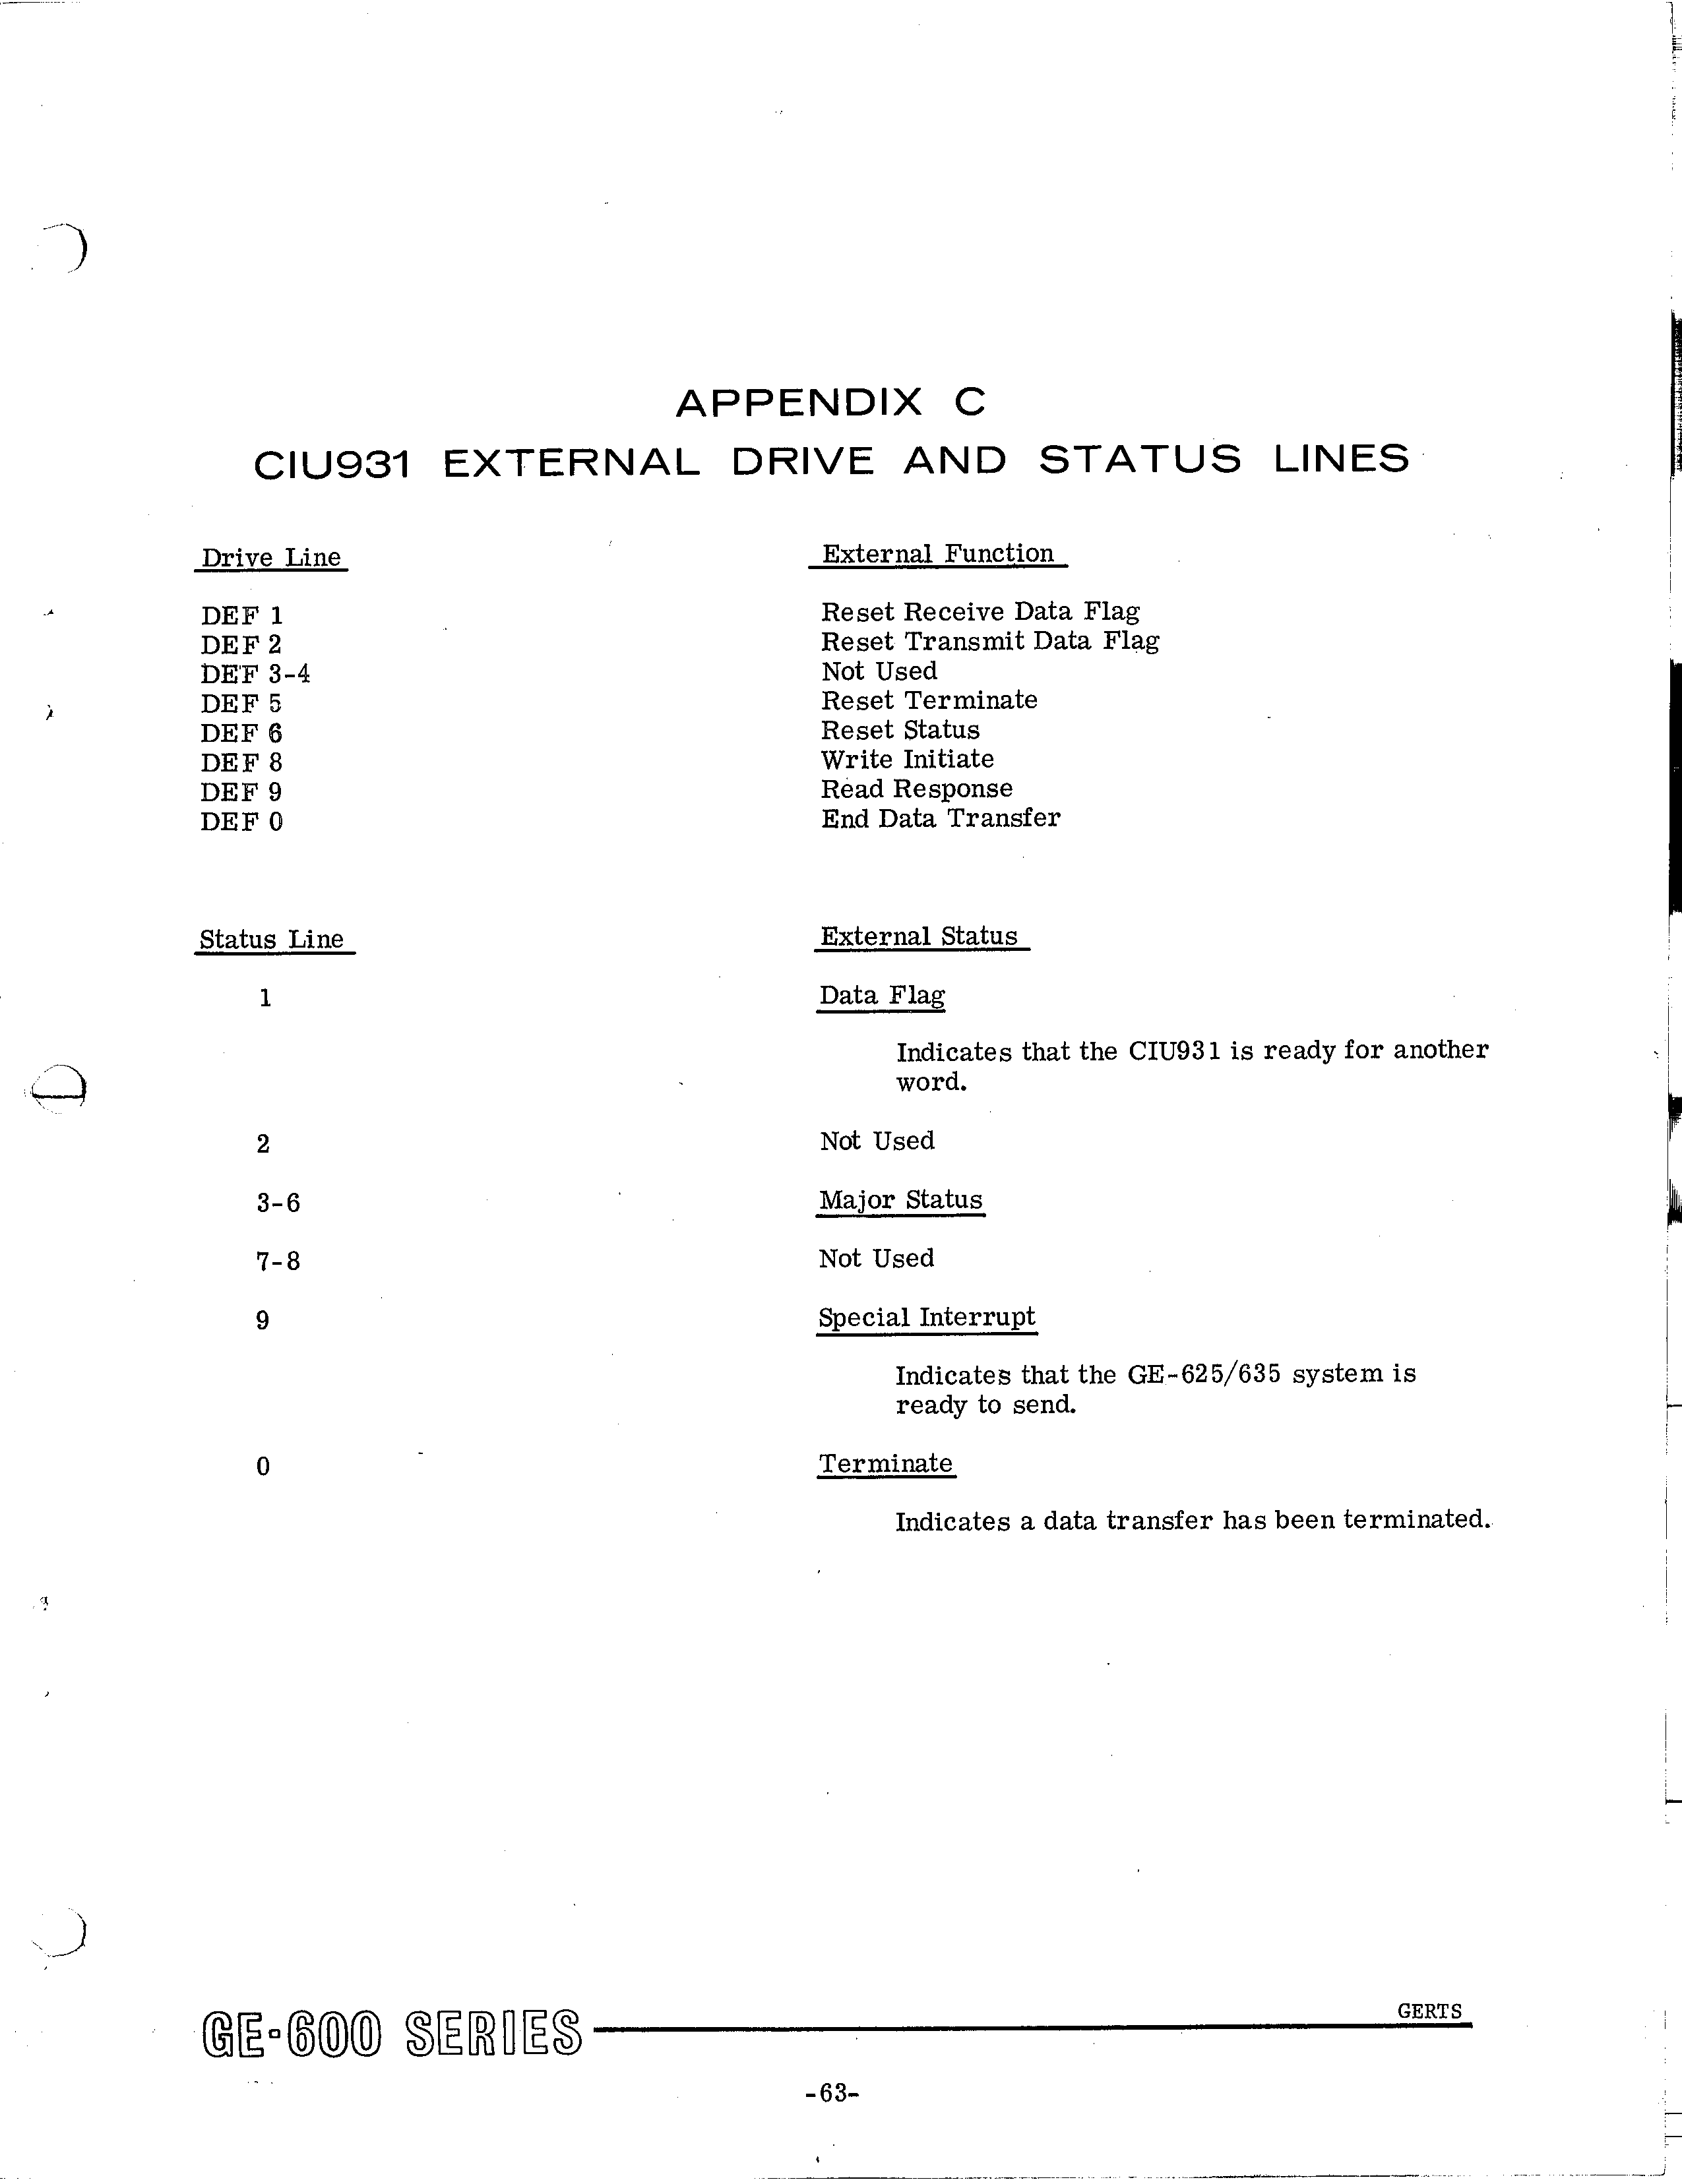 APPENDIX C
CIU931 EXTERNAL DRIVE AND STATUS LINES
Drive Line External Function
DEF 1 Reset Receive Data Flag
DEF 2 Reset Transmit Data Flag
DEF 3-4 Not Used
DEF 5 Reset Terminate
DEF 6 Reset Status
DEF 8 Write Initiate
DEF 9 Read Response
DEF 0 End Data Transfer
Status Line External Status
1 Data Flag
Indicates that the CIU931 is ready for another
word.
2 Not Used
3-6 Major Status
7-8 Not Used
9 Special Interrupt
Indicates that the GE-625/635 system is
ready to send.
0 Terminate
Indicates a data transfer has been terminated.
GE-600 SERIES GERTS
-63-